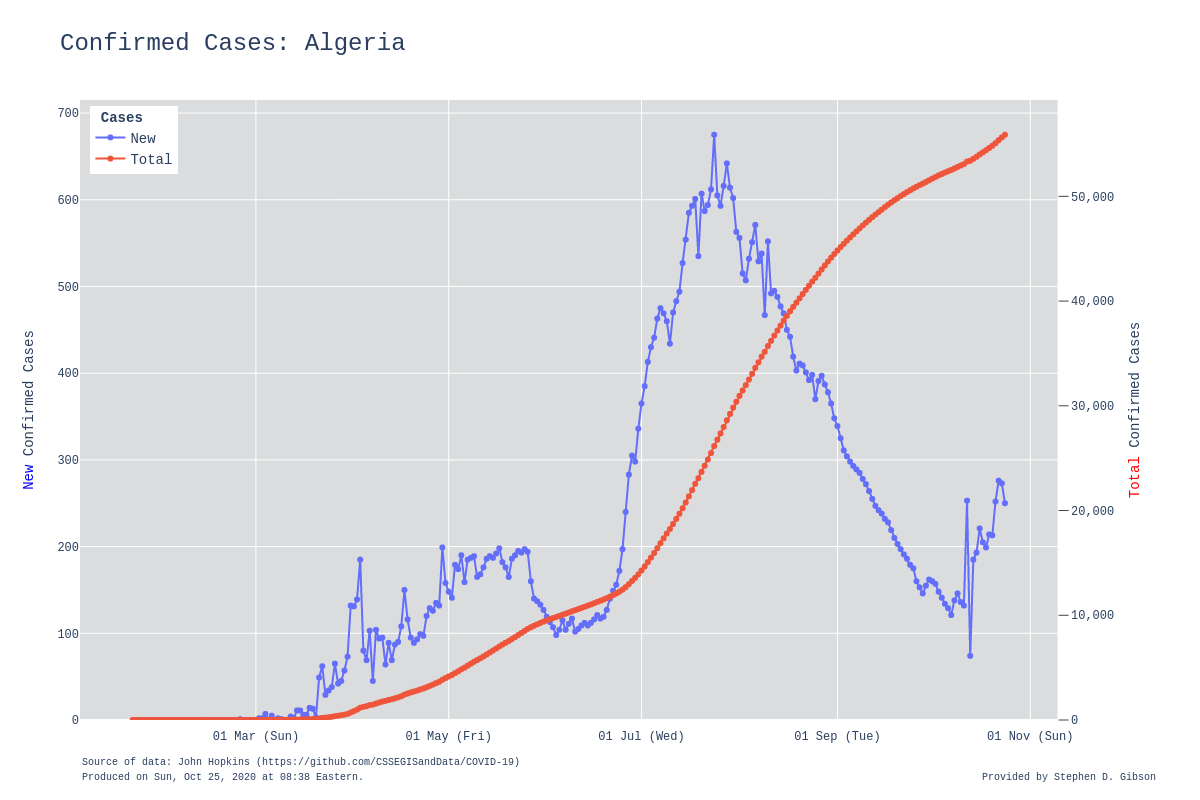 Confirmed Cases: Algeria
Cases
New
Total
700
600
500
400
300
200
100
0
New Confirmed Cases
50,000
40,000
30,000
20,000
10,000
0
Total Confirmed Cases
01 Mar (Sun)
01 May (Fri)
01 Jul (Wed)
01 Sep (Tue)
01 Nov (Sun)
Source of data: John Hopkins (https://github.com/CSSEGISandData/COVID-19)
Produced on Sun, Oct 25, 2020 at 08:38 Eastern.
Provided by Stephen D. Gibson